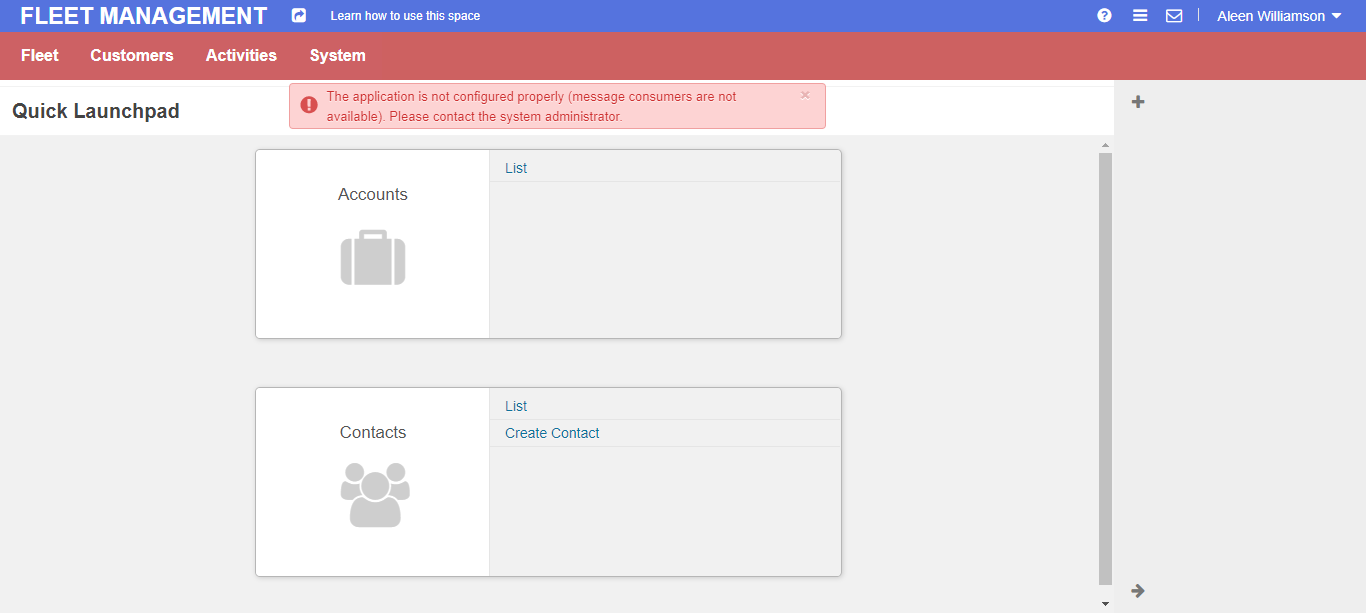 FLEET MANAGEMENT
Learn how to use this space
Aleen Williamson
Fleet
Customers
Activities
System
Quick Launchpad
The application is not configured properly (message consumers are not
available). Please contact the system administrator.
Accounts
List
Contacts
List
Create Contact